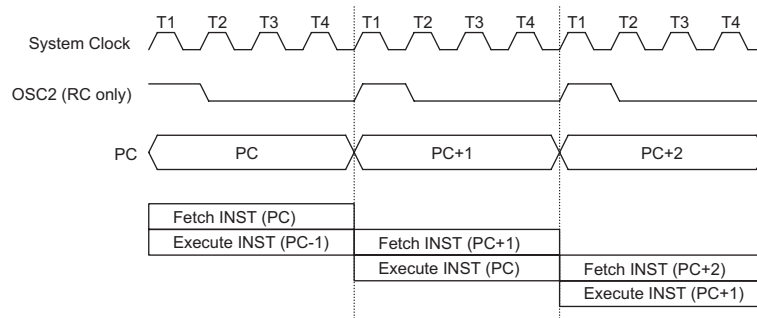 T1 T2 T3 T4 T1 T2 T3 T4 T1 T2 T3 T4
System Clock
OSC2 (RC only)
PC PC PC+1 PC+2
Fetch INST (PC)
Execute INST (PC-1) Fetch INST (PC+1)
Execute INST (PC) Fetch INST (PC+2)
Execute INST (PC+1)